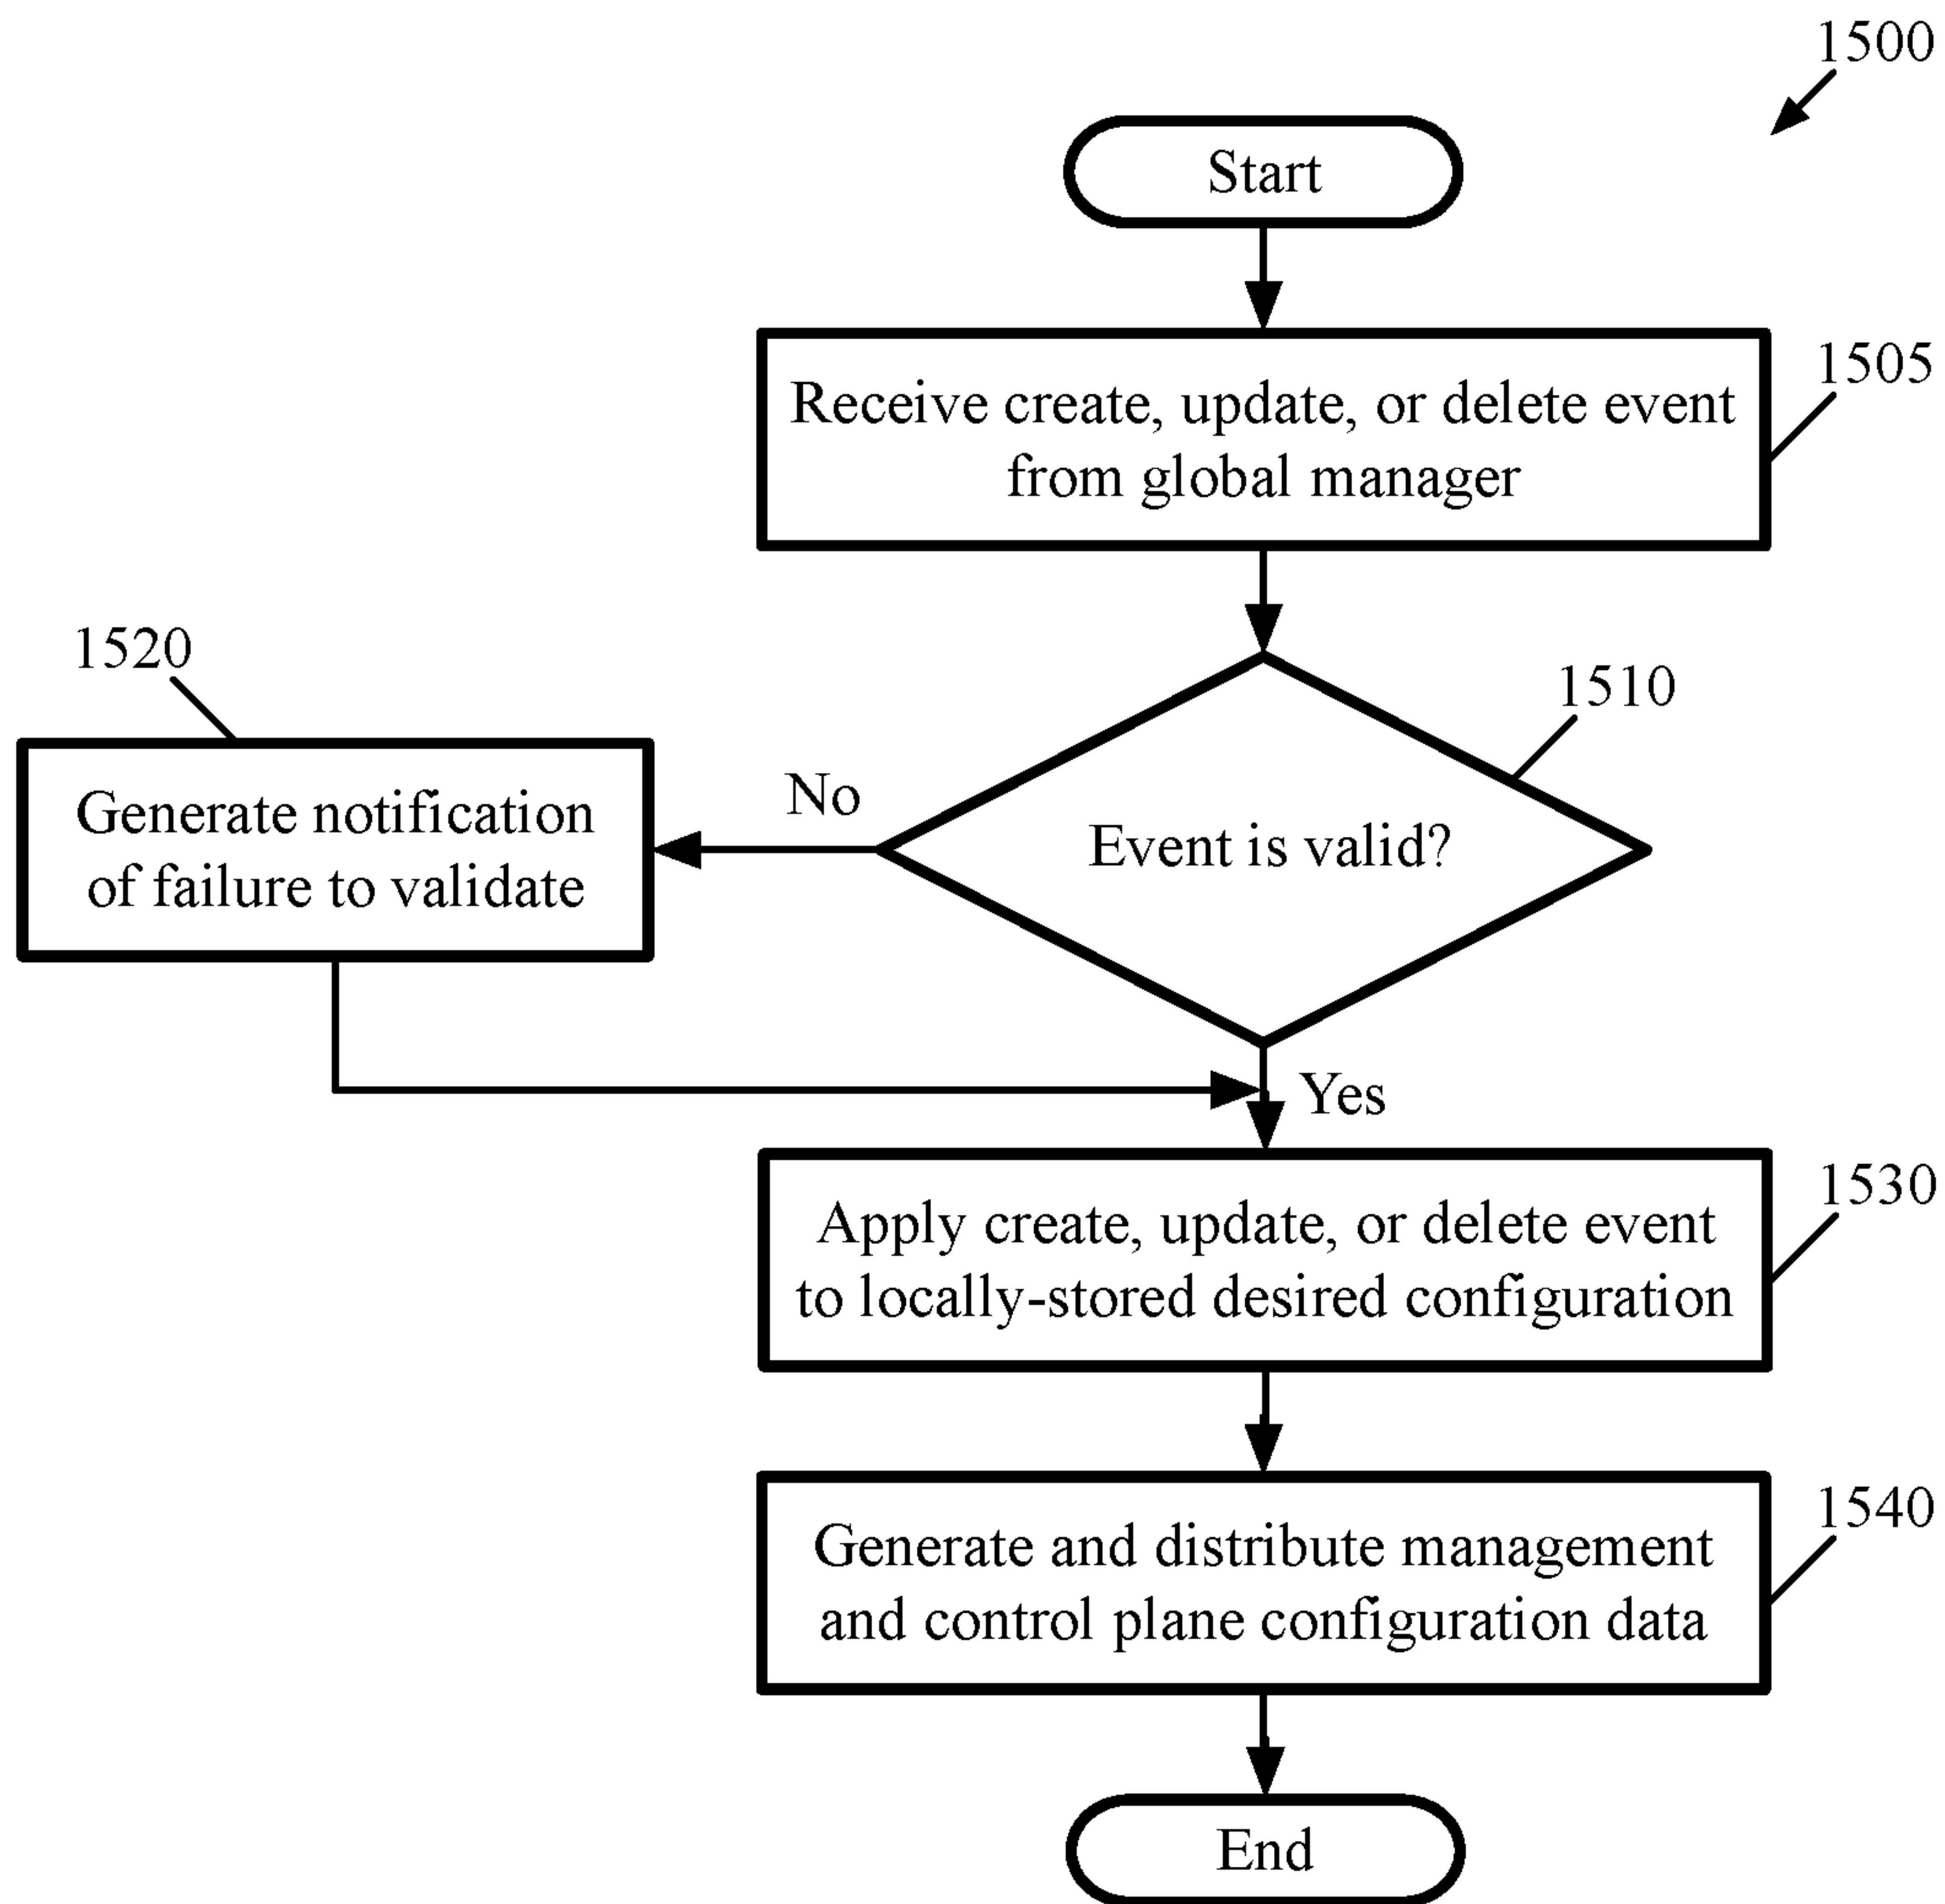 1500
Start
1505
Receive create, update, or delete event
from global manager
1510
Event is valid?
No
1520
Generate notification
of failure to validate
Yes
1530
Apply create, update, or delete event
to locally-stored desired configuration
1540
Generate and distribute management
and control plane configuration data
End